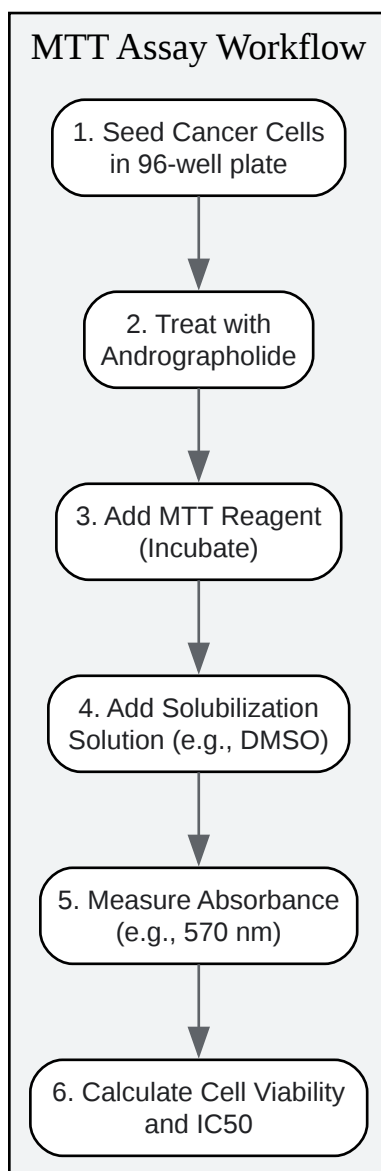 MTT Assay Workflow
1. Seed Cancer Cells
in 96-well plate
2. Treat with
Andrographolide
3. Add MTT Reagent
(Incubate)
4. Add Solubilization
Solution (e.g., DMSO)
5. Measure Absorbance
(e.g., 570 nm)
6. Calculate Cell Viability
and IC50